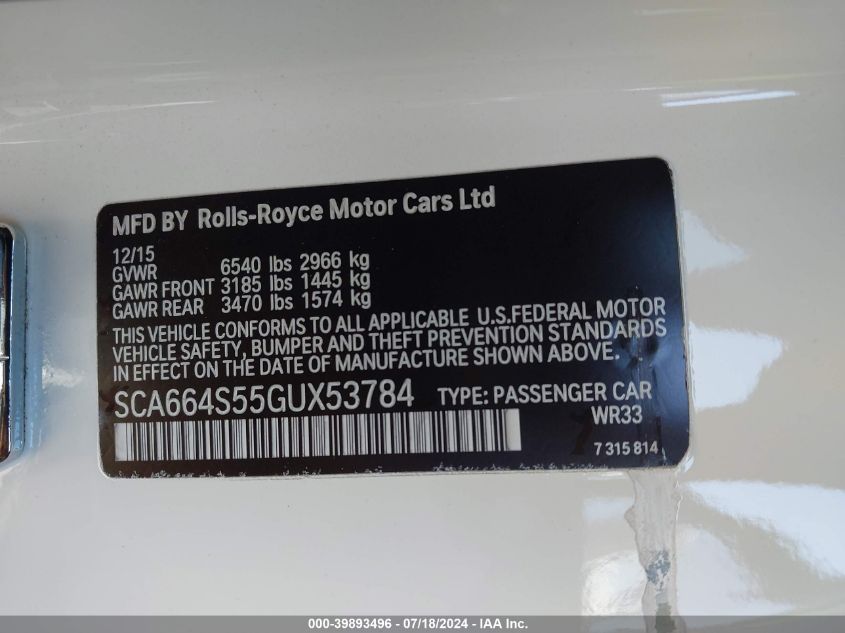 MFD BY Rolls-Royce Motor Cars Ltd
12/15
GVWR 6540 lbs 2966 kg
GAWR FRONT 3185 lbs 1445 kg
GAWR REAR 3470 lbs 1574 kg
THIS VEHICLE CONFORMS TO ALL APPLICABLE U.S.FEDERAL MOTOR
VEHICLE SAFETY, BUMPER AND THEFT PREVENTION STANDARDS
IN EFFECT ON THE DATE OF MANUFACTURE SHOWN ABOVE.
SCA664S55GUX53784 TYPE: PASSENGER CAR
WR33
7 315 814
000-39893496 - 07/18/2024 - IAA Inc.